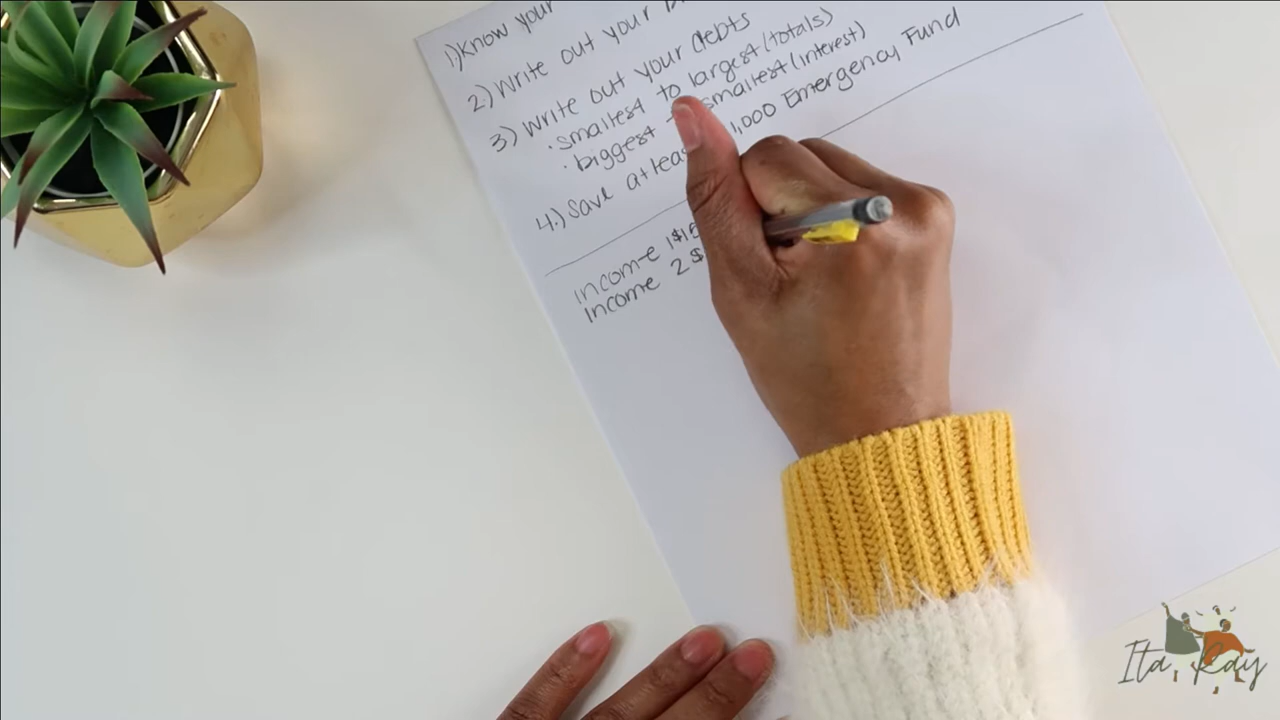 1) Know your
2.) Write out your
3) Write out your debts
• smallest to largest (totals)
• biggest smallest (interest)
4.) Save at least 1,000 Emergency Fund
Income 1 $
Income 2 $
Ita Kay